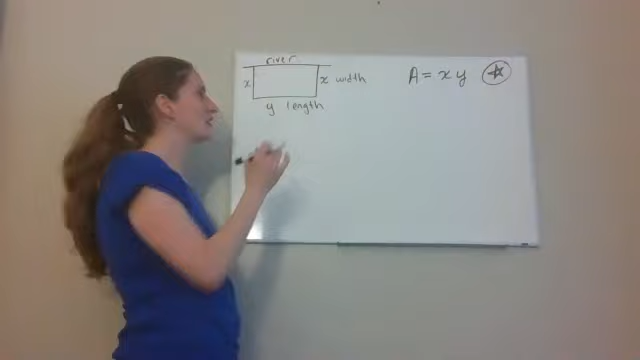 river
x x width
y length
A = xy ☆